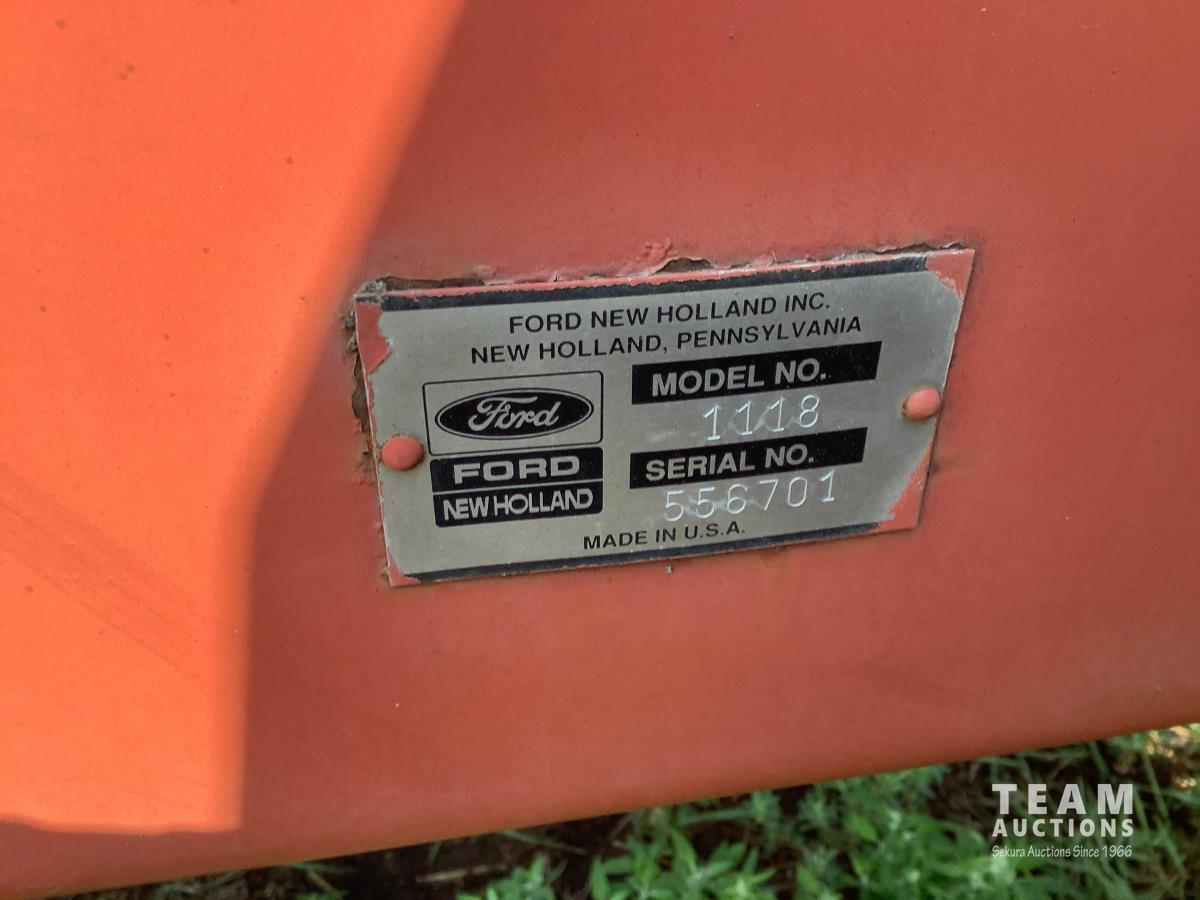 FORD NEW HOLLAND INC.
NEW HOLLAND, PENNSYLVANIA
Ford
FORD
NEW HOLLAND
MODEL NO.
1118
SERIAL NO.
556701
MADE IN U.S.A.
TEAM
AUCTIONS
Sekura Auctions Since 1966